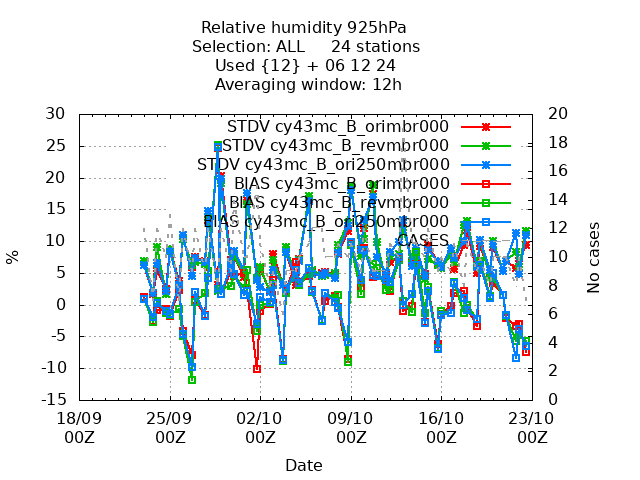 Relative humidity 925hPa
Selection: ALL 24 stations
Used {12} + 06 12 24
Averaging window: 12h
30 20
STDV cy43mc_B_orimbr000
25 18
STDV cy43mc_B_revmbr000
STDV cy43mc_B_ori250mbr000
20 16
BIAS cy43mc_B_orimbr000
15 14
BIAS cy43mc_B_revmbr000
BIAS cy43mc_B_ori250mbr000
10 12
CASES
5 10
0 8
-5 6
-10 4
2
-15 0
%
No cases
18/09 25/09 02/10 09/10 16/10 23/10
00Z 00Z 00Z 00Z 00Z 00Z
Date